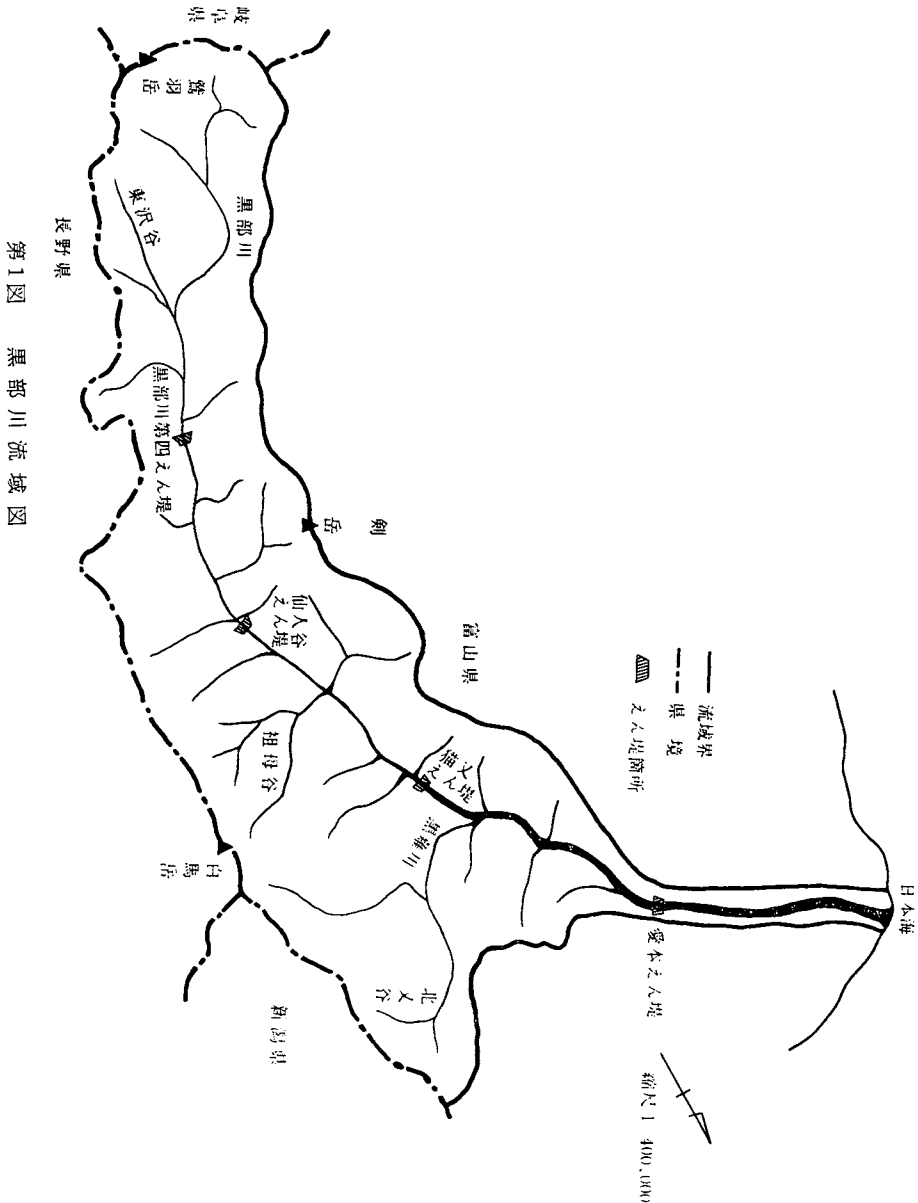 第1図 黒部川流域図
日本海
愛本えん堤
縮尺1 400,000
流域界
県境
えん堤箇所
富山県
剣岳
猫又えん堤
黒薙川
北又谷
新潟県
仙人谷えん堤
祖母谷
白馬岳
黒部川第四えん堤
黒部川
東沢谷
長野県
鷲羽岳
岐阜県